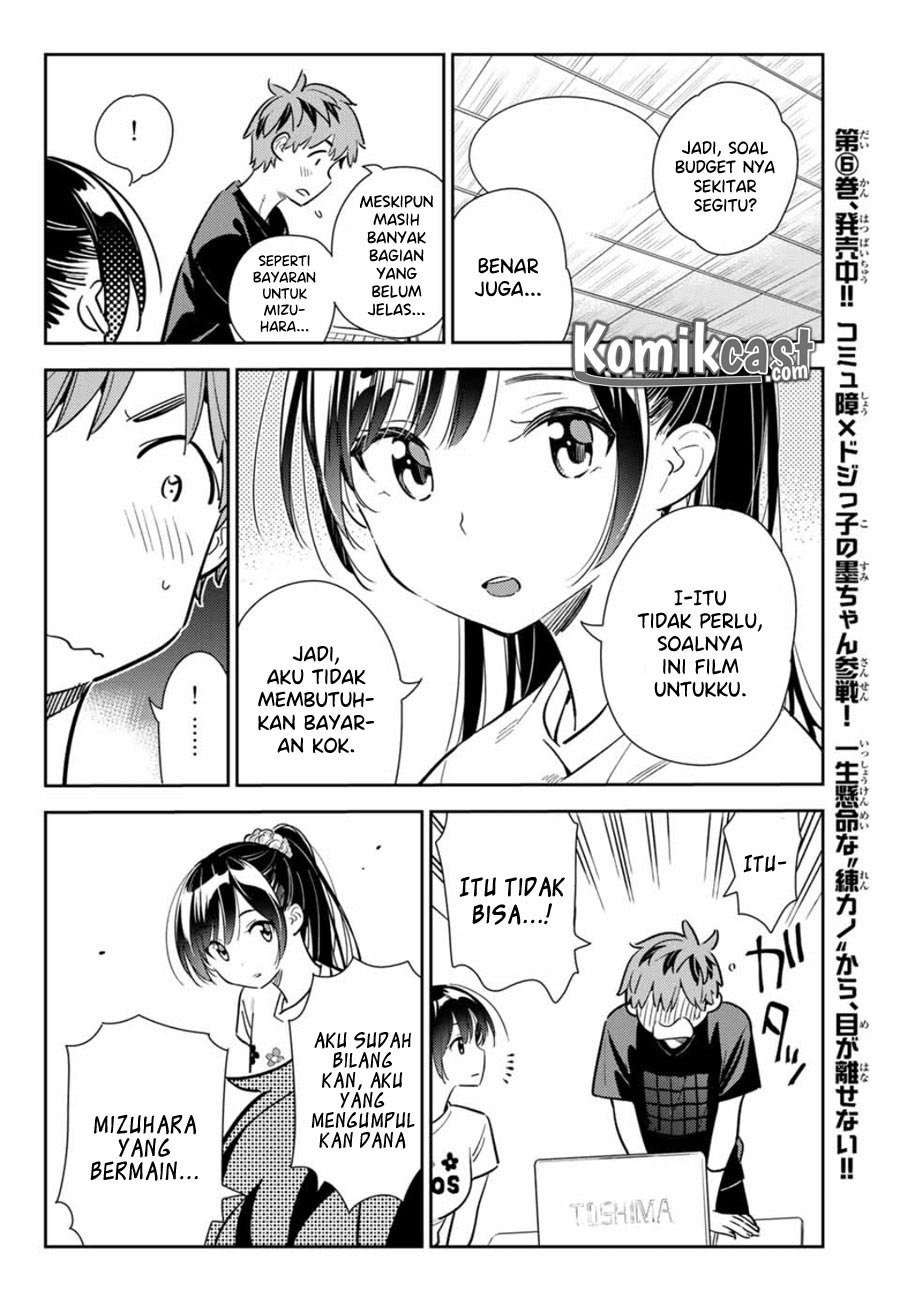 JADI, SOAL
BUDGET NYA
SEKITAR
SEGITU?
BENAR
JUGA...
MESKIPUN
MASIH
BANYAK
BAGIAN
YANG
BELUM
JELAS...
SEPERTI
BAYARAN
UNTUK
MIZU-
HARA...
!
Komikcast
.com
I-ITU
TIDAK PERLU,
SOALNYA
INI FILM
UNTUKKU.
JADI,
AKU TIDAK
MEMBUTUH-
KAN BAYAR-
AN KOK.
!……
ITU-
ITU TIDAK
BISA...!
ガタッ
TOSHIMA
OS
AKU SUDAH
BILANG
KAN, AKU
YANG
MENGUMPUL
KAN DANA
MIZUHARA
YANG
BERMAIN...
第⑥巻、発売中!! コミュ障×ドジっ子の墨ちゃん参戦! 一生懸命な〝練カノ〟から、目が離せない!!